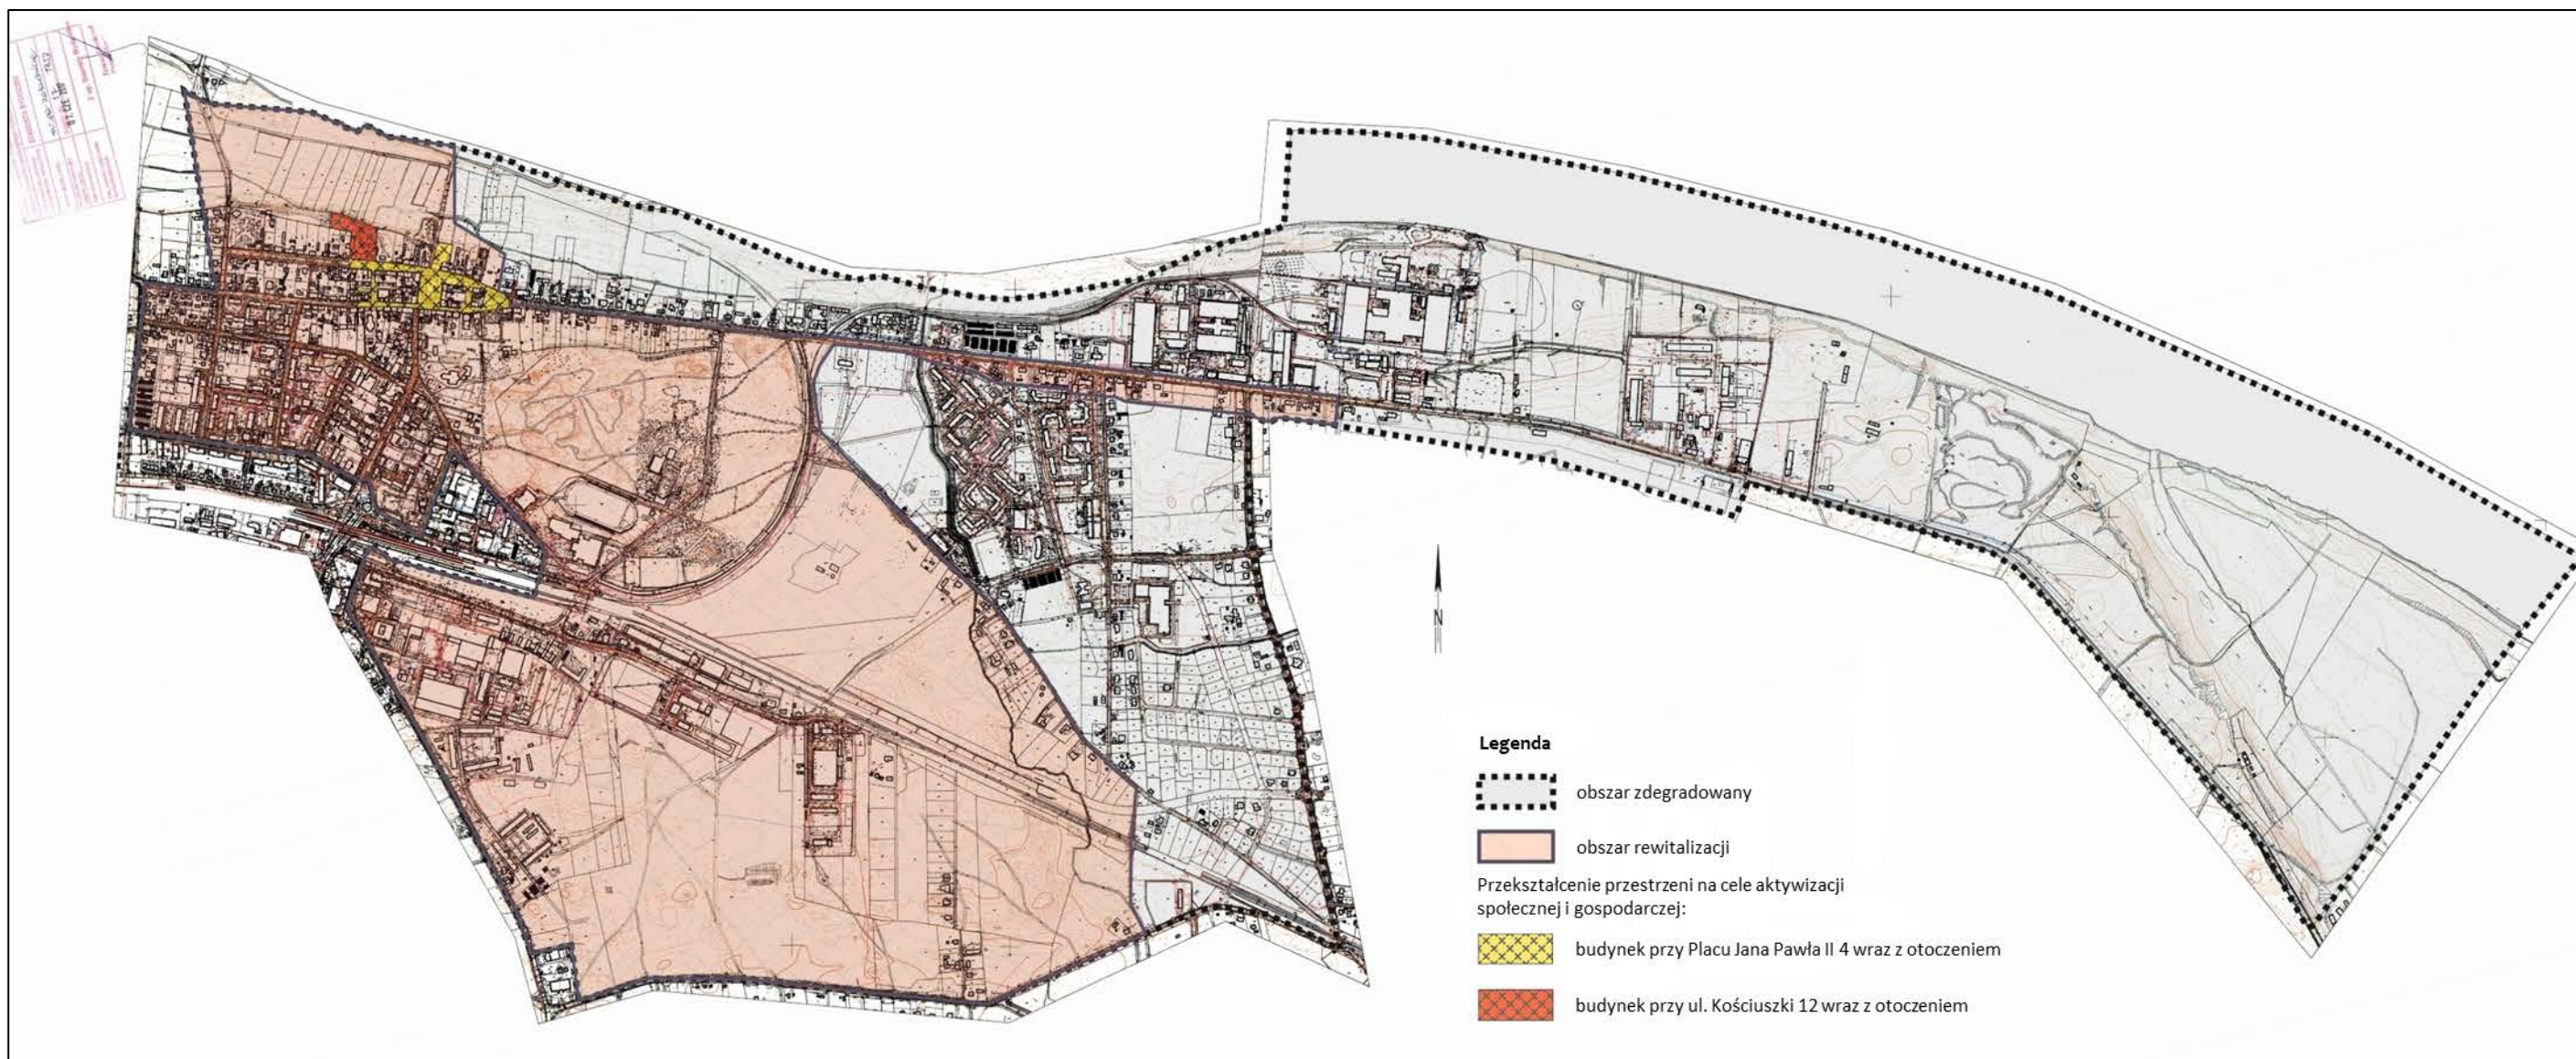 N
Legenda
obszar zdegradowany
obszar rewitalizacji
Przekształcenie przestrzeni na cele aktywizacji
społecznej i gospodarczej:
budynek przy Placu Jana Pawła II 4 wraz z otoczeniem
budynek przy ul. Kościuszki 12 wraz z otoczeniem